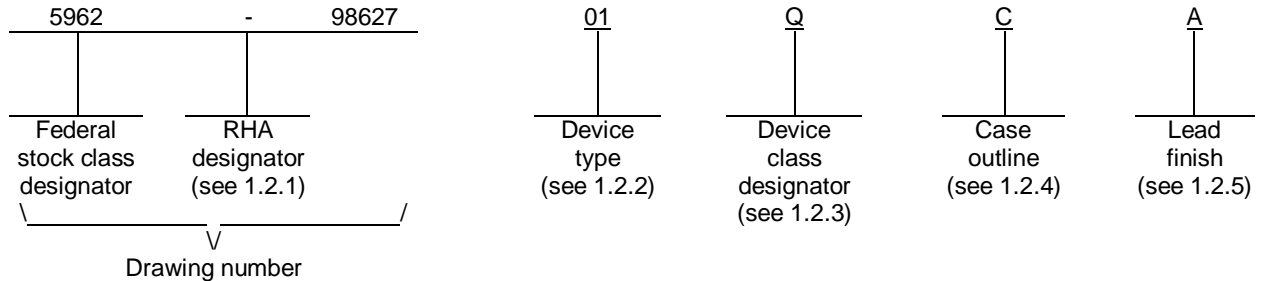 5962 - 98627 01 Q C A
Federal RHA Device Device Case Lead
stock class designator type class outline finish
designator (see 1.2.1) (see 1.2.2) designator (see 1.2.4) (see 1.2.5)
(see 1.2.3)
\ /
\/
Drawing number